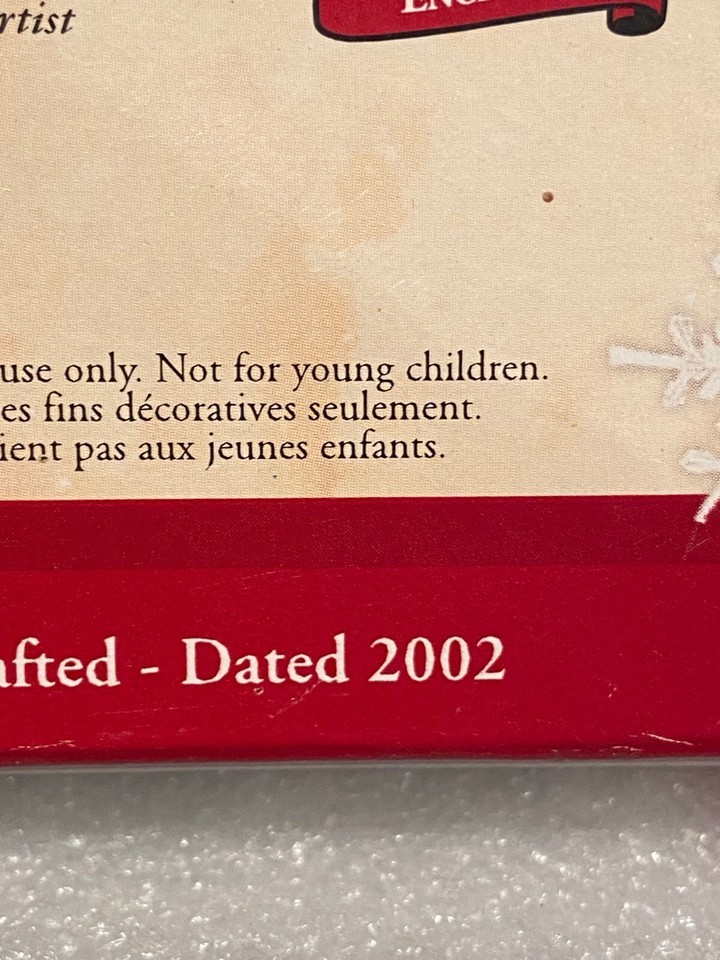 rtist
use only. Not for young children.
es fins décoratives seulement.
ient pas aux jeunes enfants.
afted - Dated 2002